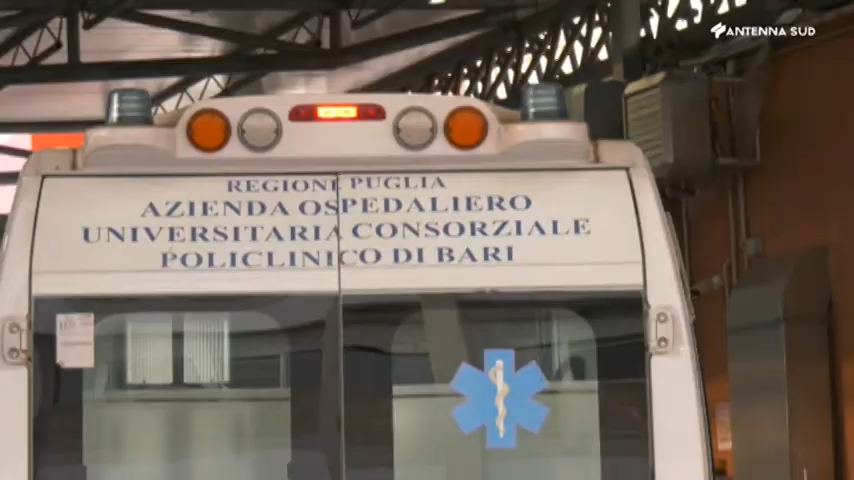 ANTENNA SUD
REGIONE PUGLIA
AZIENDA OSPEDALIERO
UNIVERSITARIA CONSORZIALE
POLICLINICO DI BARI